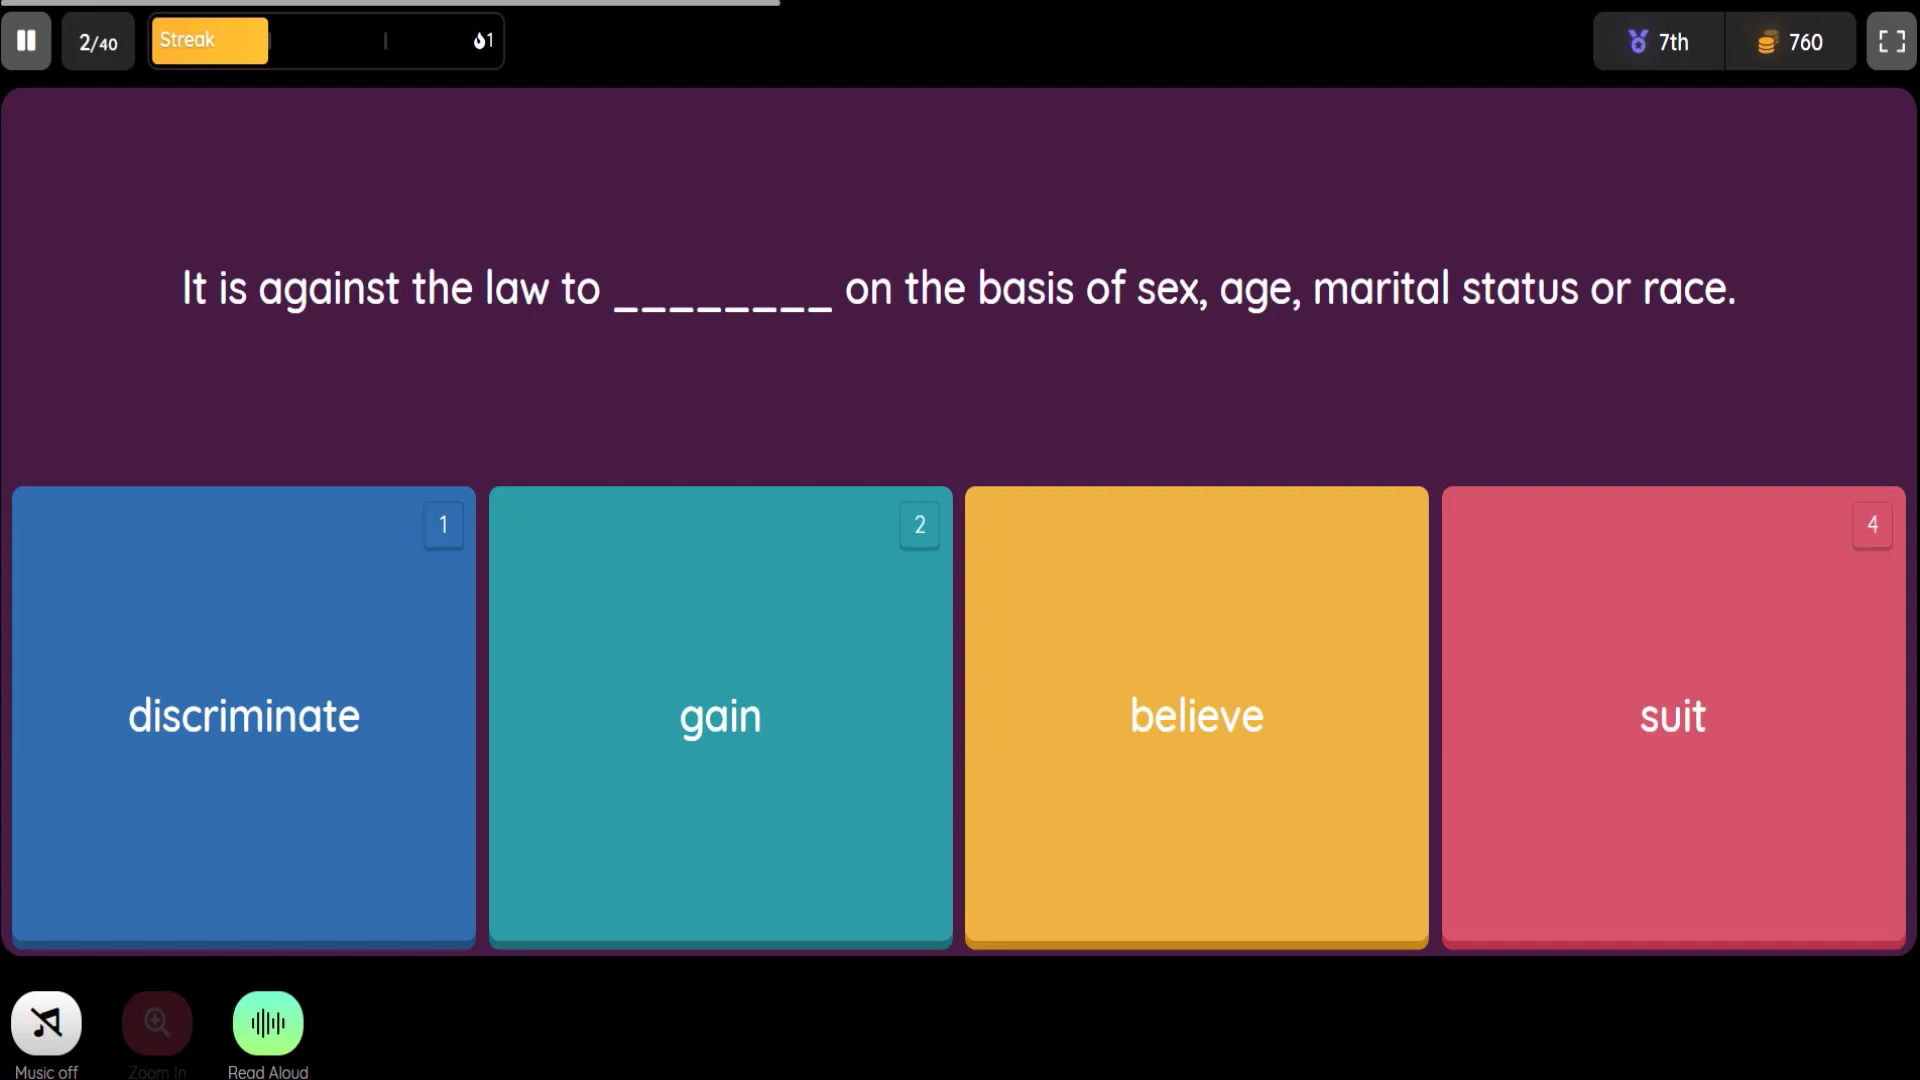 2/40
Streak
1
7th
760
It is against the law to ________ on the basis of sex, age, marital status or race.
1
2
4
discriminate
gain
believe
suit
Music off
Zoom In
Read Aloud